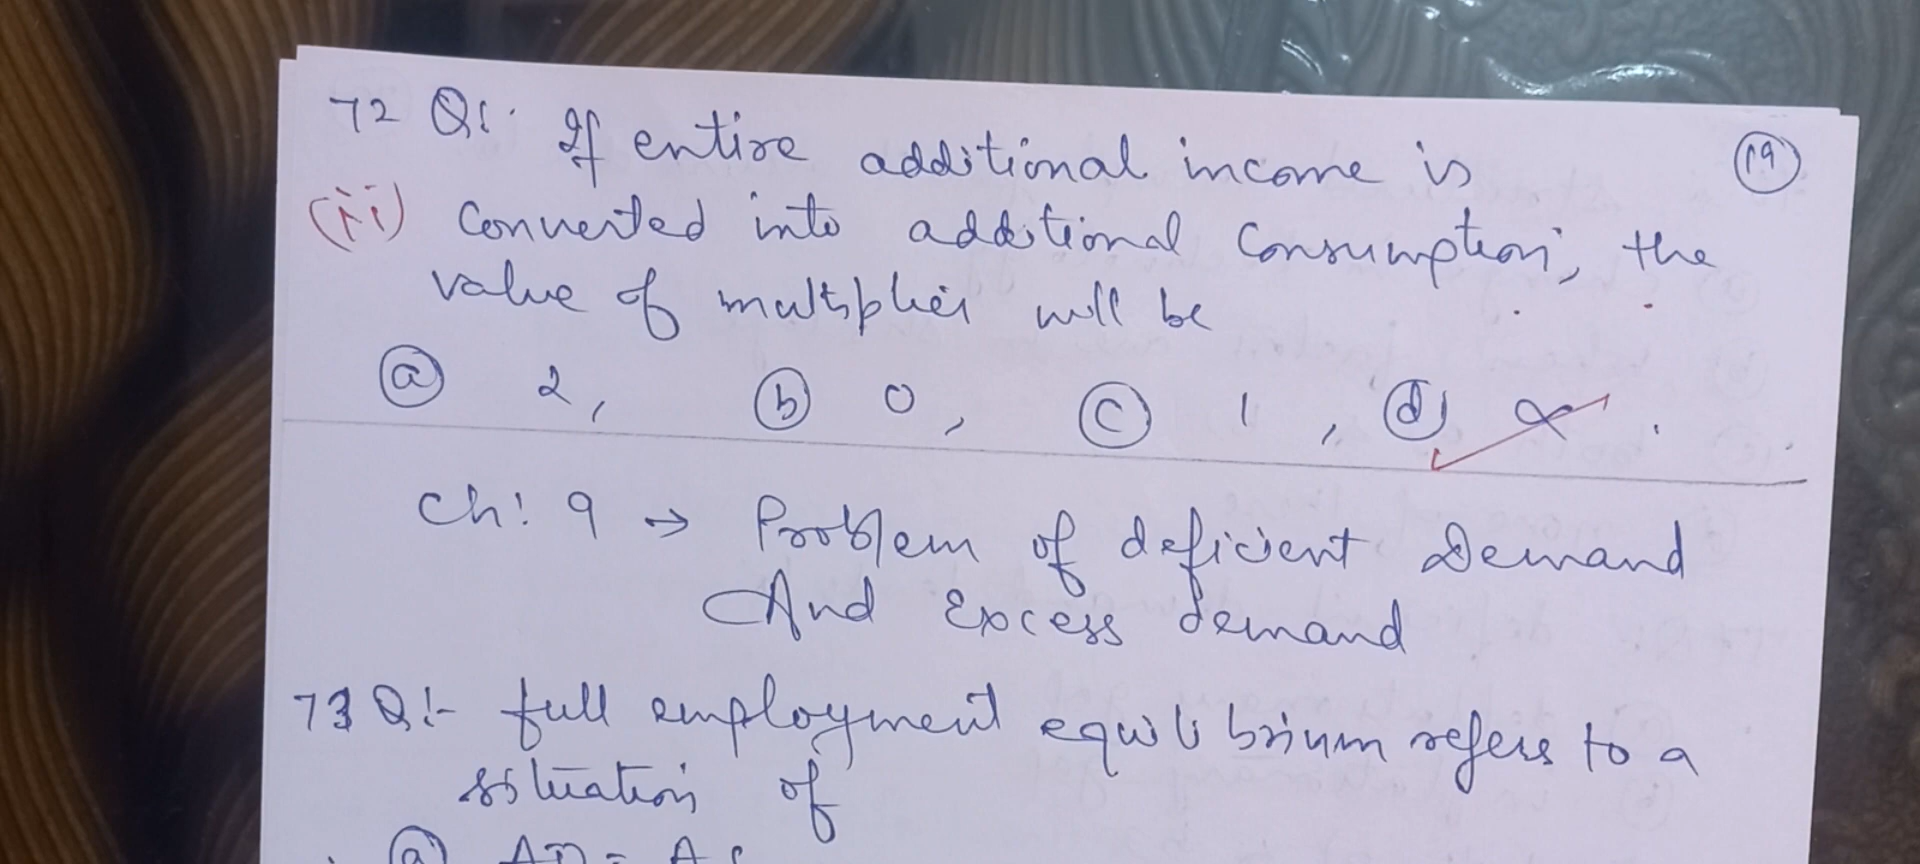 72 Q:. If entire additional income is
(19)
(ii) Converted into additional Consumption, the
value of multiplier will be
(a) 2, (b) 0, (c) 1, (d) ∝.
Ch: 9 → Problem of deficient Demand
And Excess demand
73 Q:- full employment equilibrium refers to a
situation of
(a) AD = AS